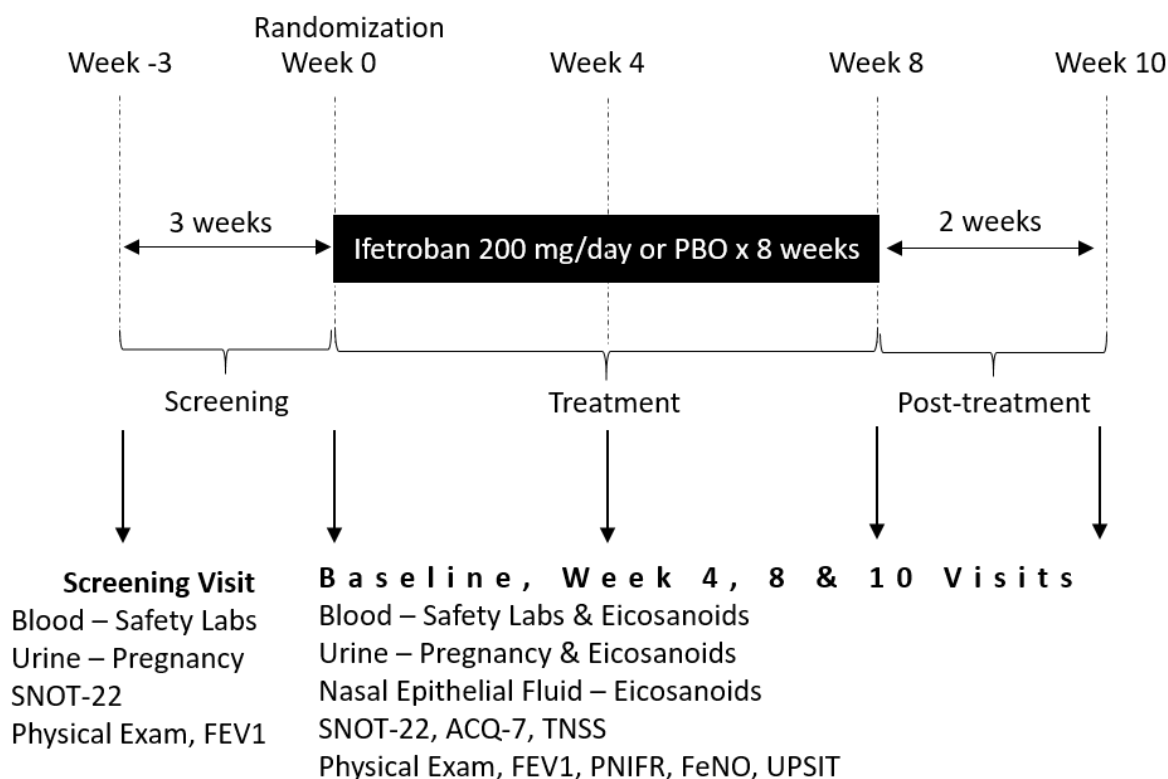 Randomization
Week -3 Week 0 Week 4 Week 8 Week 10
3 weeks
Ifetroban 200 mg/day or PBO x 8 weeks
2 weeks
Screening Treatment Post-treatment
Screening Visit
Blood – Safety Labs
Urine – Pregnancy
SNOT-22
Physical Exam, FEV1
Baseline, Week 4, 8 & 10 Visits
Blood – Safety Labs & Eicosanoids
Urine – Pregnancy & Eicosanoids
Nasal Epithelial Fluid – Eicosanoids
SNOT-22, ACQ-7, TNSS
Physical Exam, FEV1, PNIFR, FeNO, UPSIT